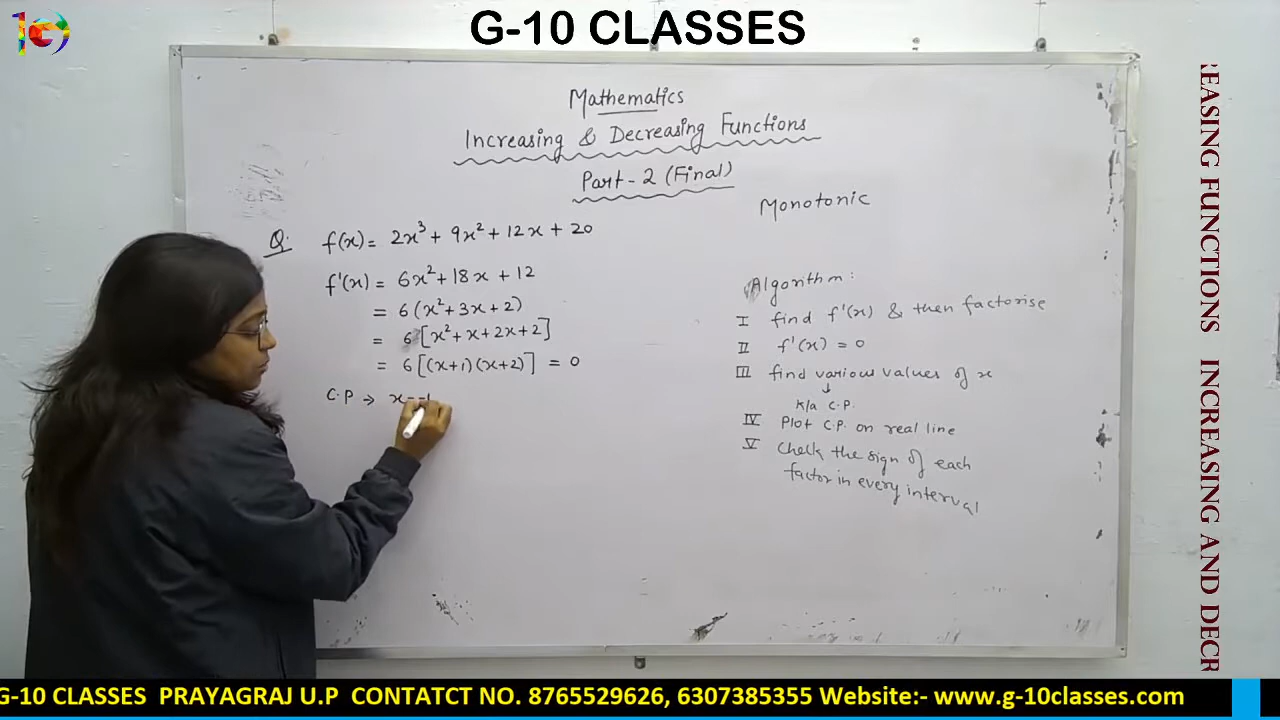 G-10 CLASSES
Mathematics
Increasing & Decreasing Functions
Part-2 (Final)
Monotonic
Q. f(x) = 2x³ + 9x² + 12x + 20
f'(x) = 6x² + 18x + 12
= 6(x² + 3x + 2)
= 6[x² + x + 2x + 2]
= 6[(x+1)(x+2)] = 0
C.P → x=-1
Algorithm:
I find f'(x) & then factorise
II f'(x) = 0
III find various values of x
↓
k/a C.P.
IV Plot C.P. on real line
V Check the sign of each
factor in every interval
EASING FUNCTIONS INCREASING AND DECR
G-10 CLASSES PRAYAGRAJ U.P CONTATCT NO. 8765529626, 6307385355 Website:- www.g-10classes.com